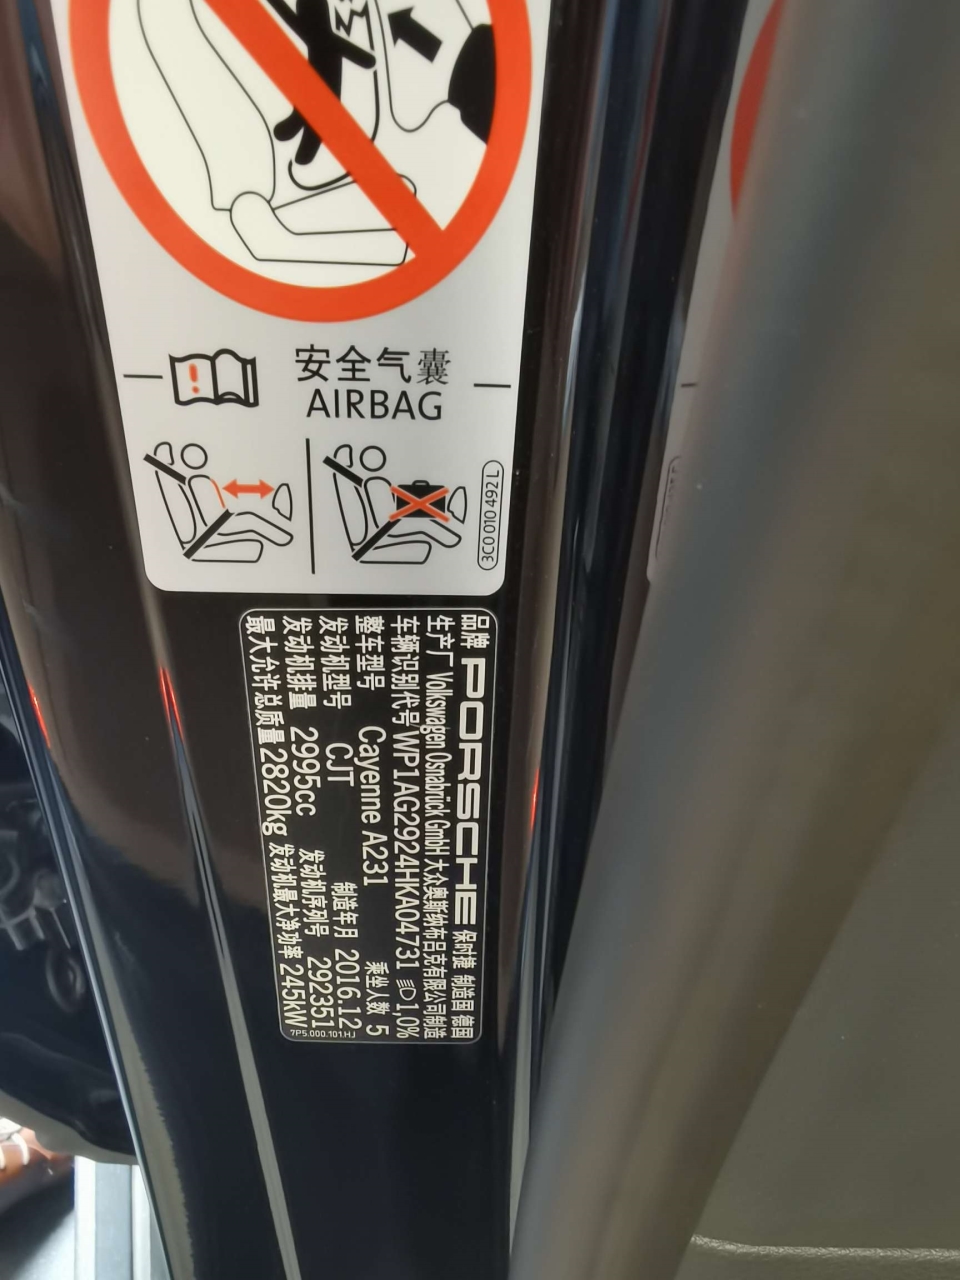 安全气囊
AIRBAG
3C0 010 492 L
品牌 PORSCHE 保时捷 制造国 德国
生产厂 Volkswagen Osnabrück GmbH 大众奥斯纳布吕克有限公司制造
车辆识别代号 WP1AG2924HKA04731 1,0%
整车型号 Cayenne A231 乘坐人数 5
发动机型号 CJT 制造年月 2016.12
发动机排量 2995cc 发动机序列号 292351
最大允许总质量 2820kg 发动机最大净功率 245kW
7P5.000.101.HJ